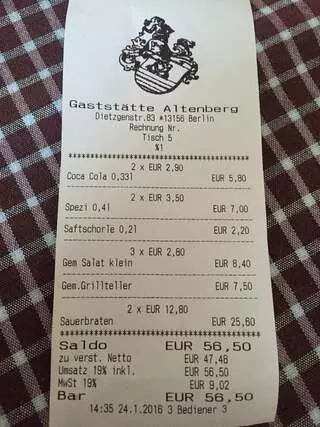 Gaststätte Altenberg
Dietzgenstr.83 *13156 Berlin
Rechnung Nr.
Tisch 5
%1
************************************
2 x EUR 2,90
Coca Cola 0,33l EUR 5,80
2 x EUR 3,50
Spezi 0,4l EUR 7,00
Saftschorle 0,2l EUR 2,20
3 x EUR 2,80
Gem Salat klein EUR 8,40
Gem.Grillteller EUR 7,50
2 x EUR 12,80
Sauerbraten EUR 25,60
************************************
Saldo EUR 56,50
zu verst. Netto EUR 47,48
Umsatz 19% inkl. EUR 56,50
MwSt 19% EUR 9,02
Bar EUR 56,50
14:35 24.1.2016 3 Bediener 3